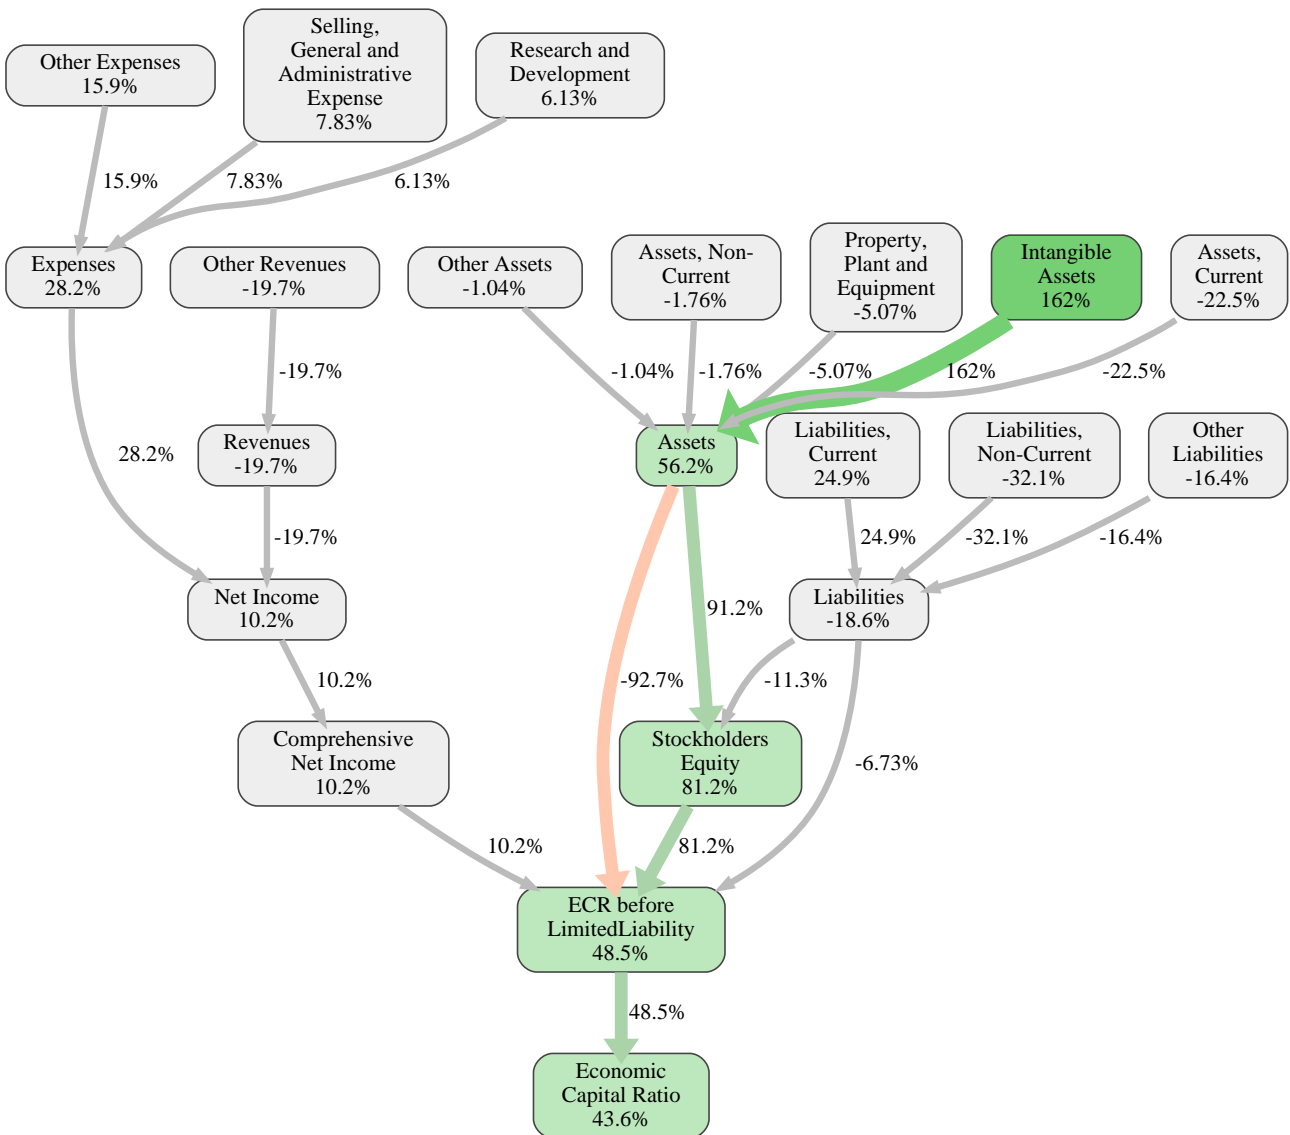 Other Expenses
15.9%
Selling,
General and
Administrative
Expense
7.83%
Research and
Development
6.13%
15.9%
7.83%
6.13%
Expenses
28.2%
Other Revenues
-19.7%
Other Assets
-1.04%
Assets, Non-
Current
-1.76%
Property,
Plant and
Equipment
-5.07%
Intangible
Assets
162%
Assets,
Current
-22.5%
-19.7%
-1.04%
-1.76%
-5.07%
162%
-22.5%
28.2%
Revenues
-19.7%
Assets
56.2%
Liabilities,
Current
24.9%
Liabilities,
Non-Current
-32.1%
Other
Liabilities
-16.4%
-19.7%
24.9%
-32.1%
-16.4%
Net Income
10.2%
91.2%
Liabilities
-18.6%
10.2%
-92.7%
-11.3%
Comprehensive
Net Income
10.2%
Stockholders
Equity
81.2%
-6.73%
10.2%
81.2%
ECR before
LimitedLiability
48.5%
48.5%
Economic
Capital Ratio
43.6%